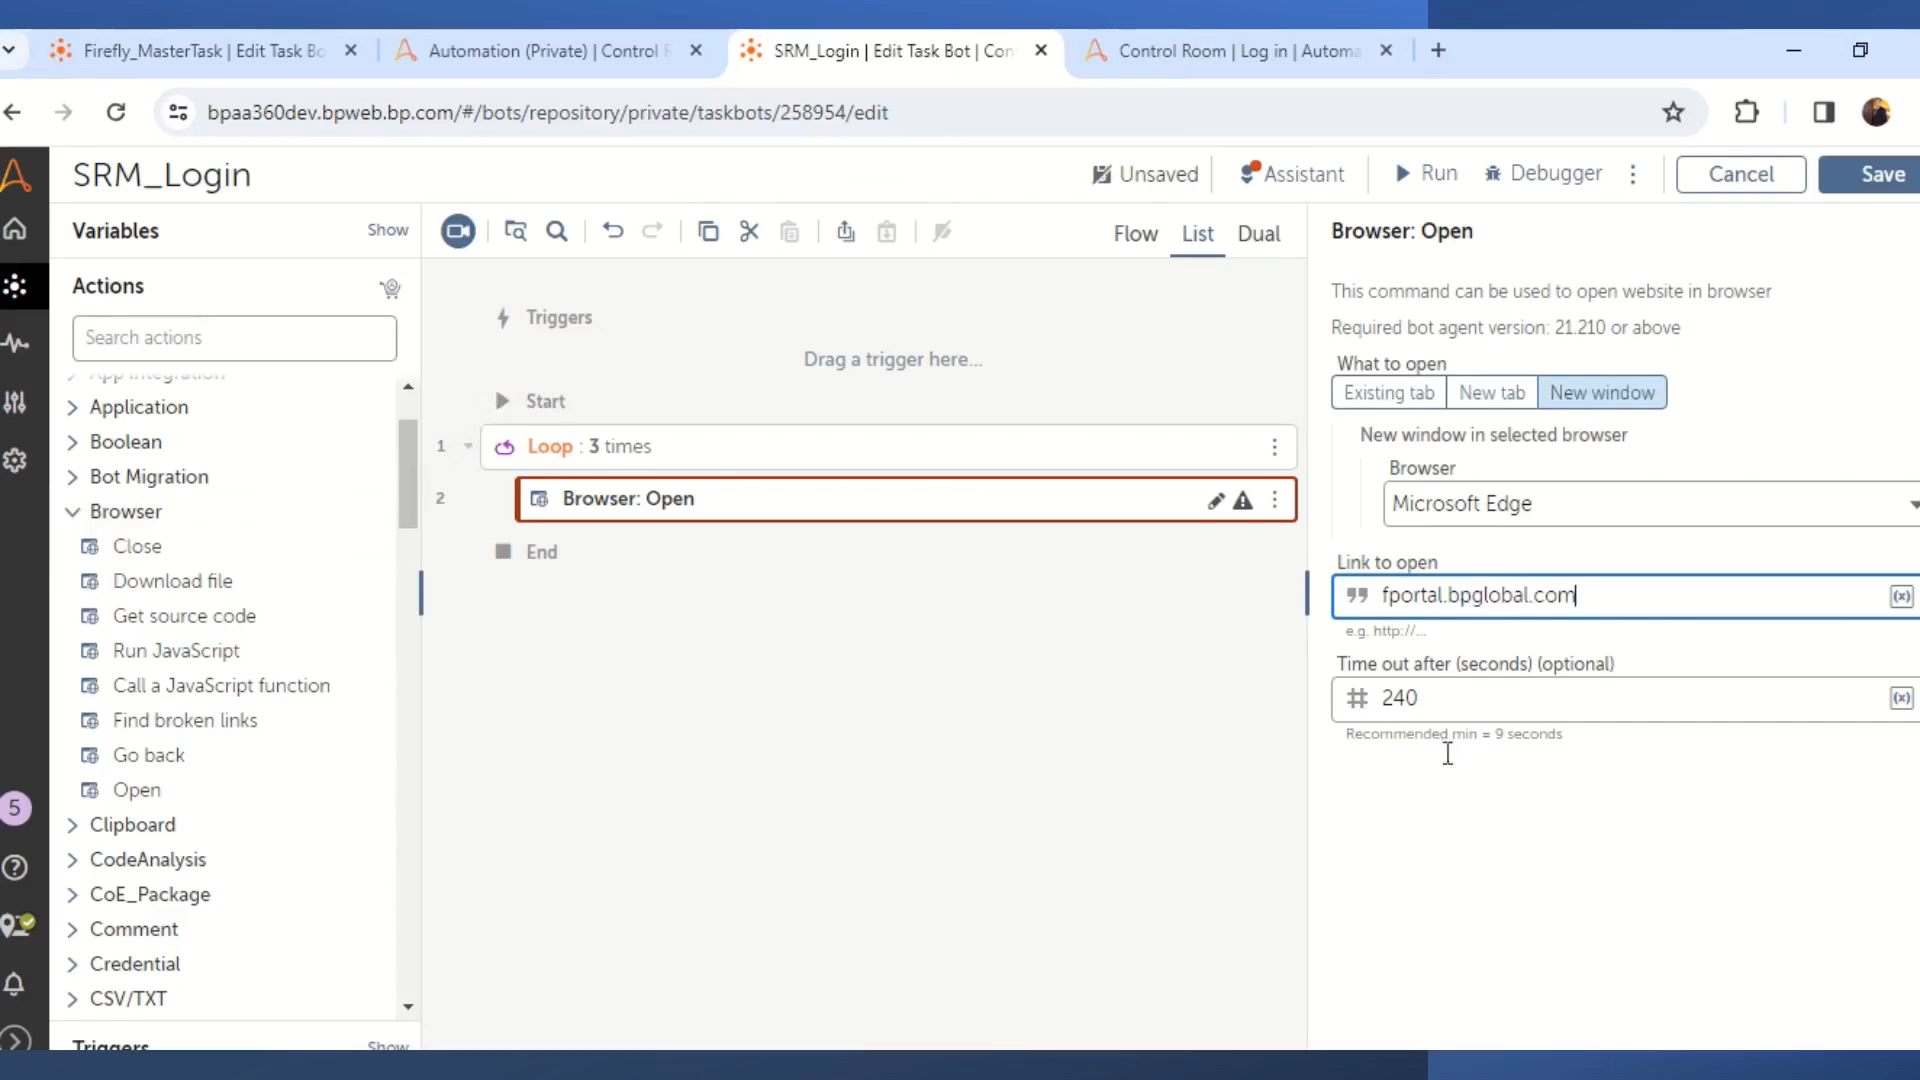 Firefly_MasterTask | Edit Task Bo
Automation (Private) | Control R
SRM_Login | Edit Task Bot | Con
Control Room | Log in | Automa
bpaa360dev.bpweb.bp.com/#/bots/repository/private/taskbots/258954/edit
SRM_Login
Unsaved
Assistant
Run
Debugger
Cancel
Save
Variables
Show
Actions
Search actions
App Integration
Application
Boolean
Bot Migration
Browser
Close
Download file
Get source code
Run JavaScript
Call a JavaScript function
Find broken links
Go back
Open
Clipboard
CodeAnalysis
CoE_Package
Comment
Credential
CSV/TXT
Triggers
Show
5
Flow
List
Dual
Triggers
Drag a trigger here...
Start
1
Loop : 3 times
2
Browser: Open
End
Browser: Open
This command can be used to open website in browser
Required bot agent version: 21.210 or above
What to open
Existing tab
New tab
New window
New window in selected browser
Browser
Microsoft Edge
Link to open
fportal.bpglobal.com
(x)
e.g. http://...
Time out after (seconds) (optional)
# 240
(x)
Recommended min = 9 seconds